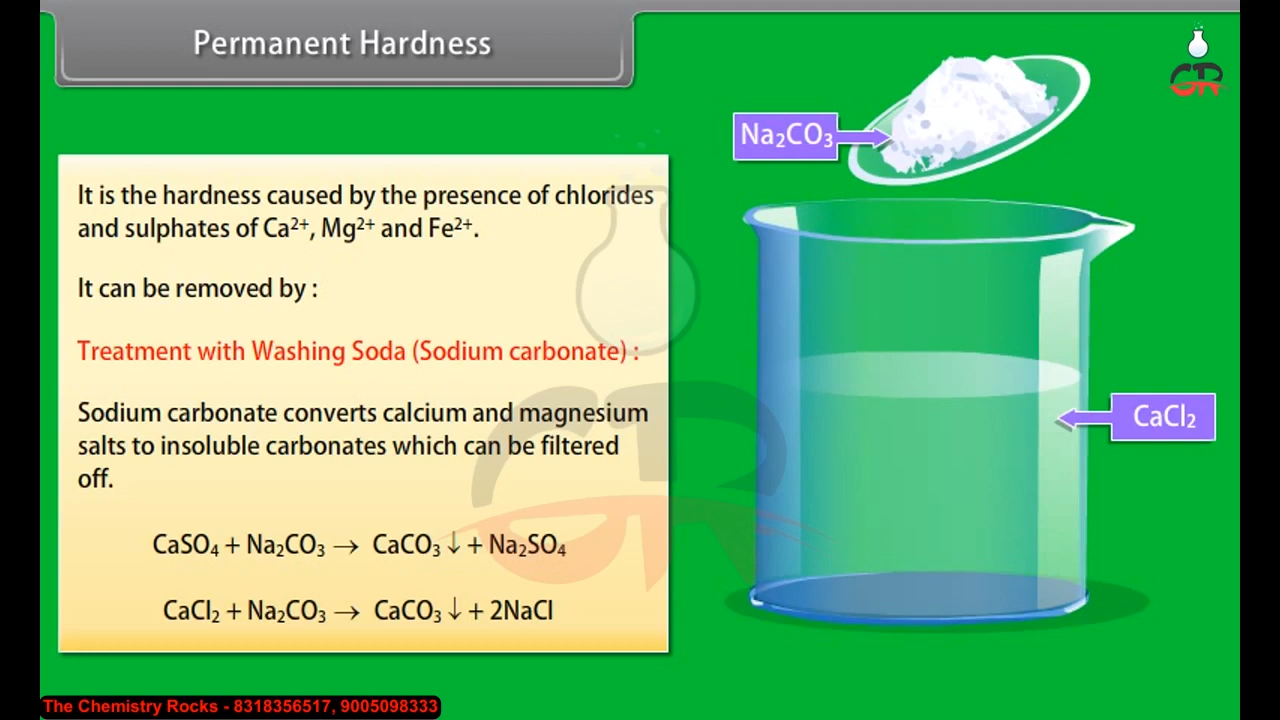 Permanent Hardness
GR
Na₂CO₃
It is the hardness caused by the presence of chlorides
and sulphates of Ca²⁺, Mg²⁺ and Fe²⁺.
It can be removed by :
Treatment with Washing Soda (Sodium carbonate) :
Sodium carbonate converts calcium and magnesium
salts to insoluble carbonates which can be filtered
off.
CaSO₄ + Na₂CO₃ → CaCO₃ ↓ + Na₂SO₄
CaCl₂ + Na₂CO₃ → CaCO₃ ↓ + 2NaCl
CaCl₂
GR
The Chemistry Rocks - 8318356517, 9005098333